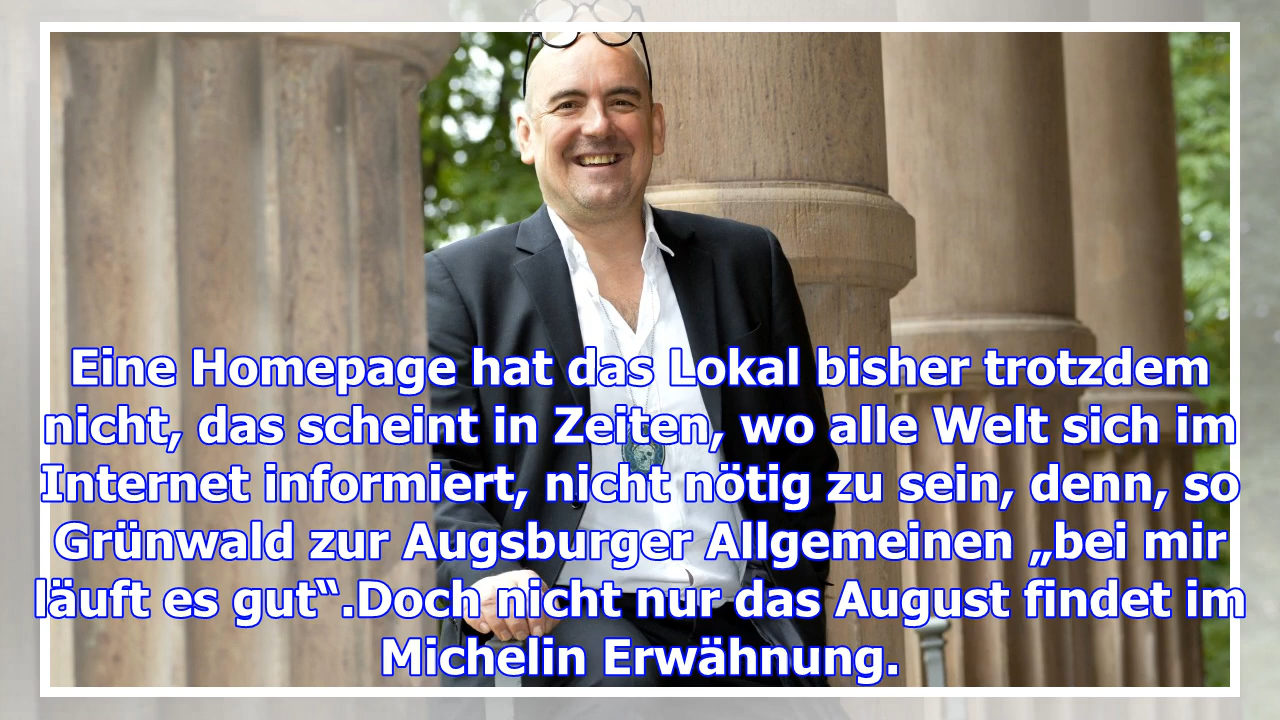 Eine Homepage hat das Lokal bisher trotzdem
nicht, das scheint in Zeiten, wo alle Welt sich im
Internet informiert, nicht nötig zu sein, denn, so
Grünwald zur Augsburger Allgemeinen „bei mir
läuft es gut“.Doch nicht nur das August findet im
Michelin Erwähnung.